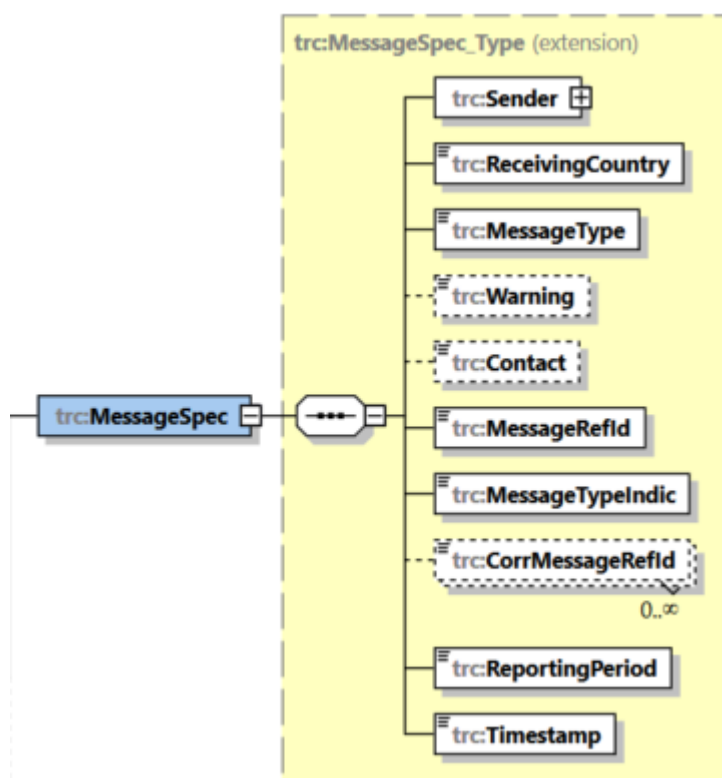 trc:MessageSpec_Type (extension)
trc:Sender
trc:ReceivingCountry
trc:MessageType
trc:Warning
trc:Contact
trc:MessageSpec
trc:MessageRefId
trc:MessageTypeIndic
trc:CorrMessageRefId
0..∞
trc:ReportingPeriod
trc:Timestamp